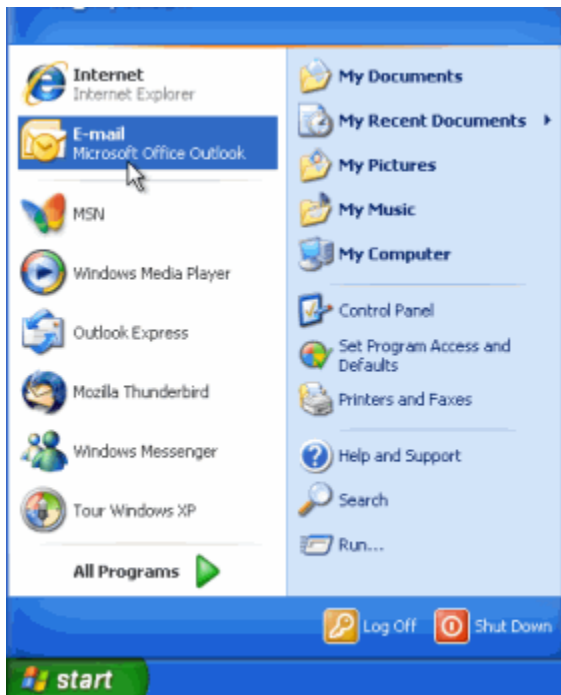 Internet
Internet Explorer
E-mail
Microsoft Office Outlook
MSN
Windows Media Player
Outlook Express
Mozilla Thunderbird
Windows Messenger
Tour Windows XP
All Programs
My Documents
My Recent Documents
My Pictures
My Music
My Computer
Control Panel
Set Program Access and
Defaults
Printers and Faxes
Help and Support
Search
Run...
Log Off
Shut Down
start